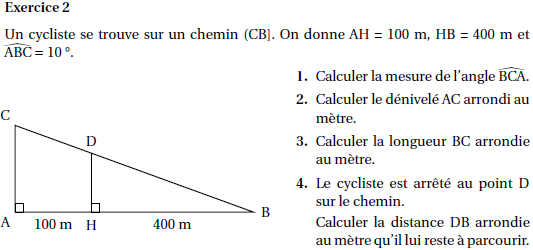 Exercice 2
Un cycliste se trouve sur un chemin (CB]. On donne AH = 100 m, HB = 400 m et
ABC = 10 °.
1. Calculer la mesure de l'angle BCA.
2. Calculer le dénivelé AC arrondi au
mètre.
3. Calculer la longueur BC arrondie
au mètre.
4. Le cycliste est arrêté au point D
sur le chemin.
Calculer la distance DB arrondie
au mètre qu'il lui reste à parcourir.
C
D
B
A 100 m H 400 m